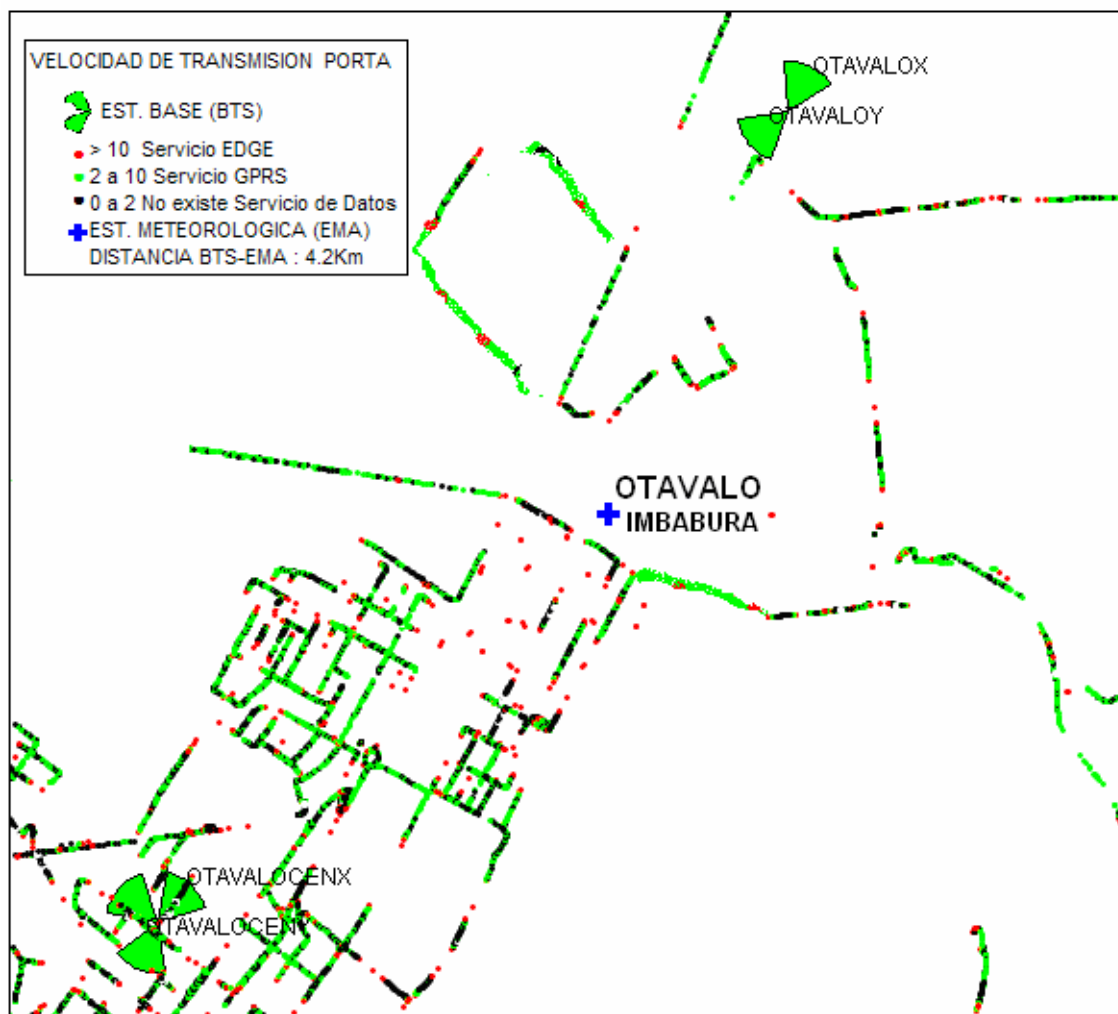 VELOCIDAD DE TRANSMISION PORTA
EST. BASE (BTS)
> 10 Servicio EDGE
2 a 10 Servicio GPRS
0 a 2 No existe Servicio de Datos
EST. METEOROLOGICA (EMA)
DISTANCIA BTS-EMA : 4.2Km
OTAVALOX
OTAVALOY
OTAVALO
IMBABURA
OTAVALOCENX
OTAVALOCENY